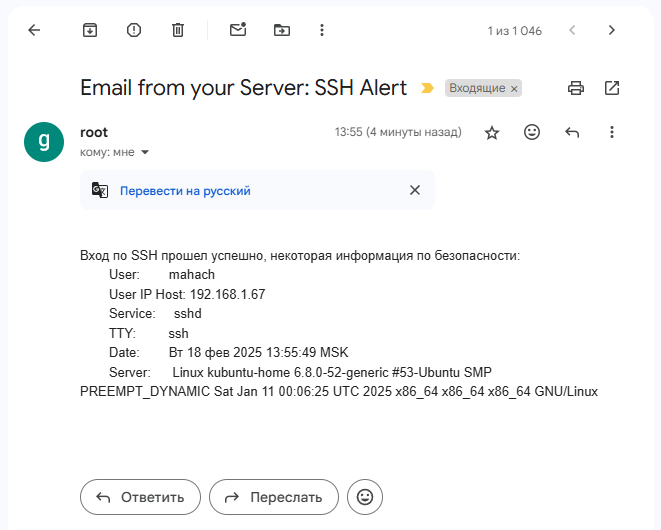 1 из 1 046
Email from your Server: SSH Alert Входящие ×
g
root 13:55 (4 минуты назад)
кому: мне
Перевести на русский
Вход по SSH прошел успешно, некоторая информация по безопасности:
User: mahach
User IP Host: 192.168.1.67
Service: sshd
TTY: ssh
Date: Вт 18 фев 2025 13:55:49 MSK
Server: Linux kubuntu-home 6.8.0-52-generic #53-Ubuntu SMP
PREEMPT_DYNAMIC Sat Jan 11 00:06:25 UTC 2025 x86_64 x86_64 x86_64 GNU/Linux
Ответить Переслать